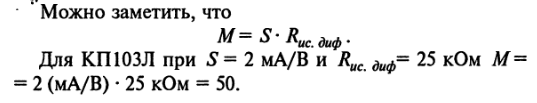 Можно заметить, что
M = S · Rис. диф .
Для КП103Л при S = 2 мА/В и Rис. диф= 25 кОм M =
= 2 (мА/В) · 25 кОм = 50.